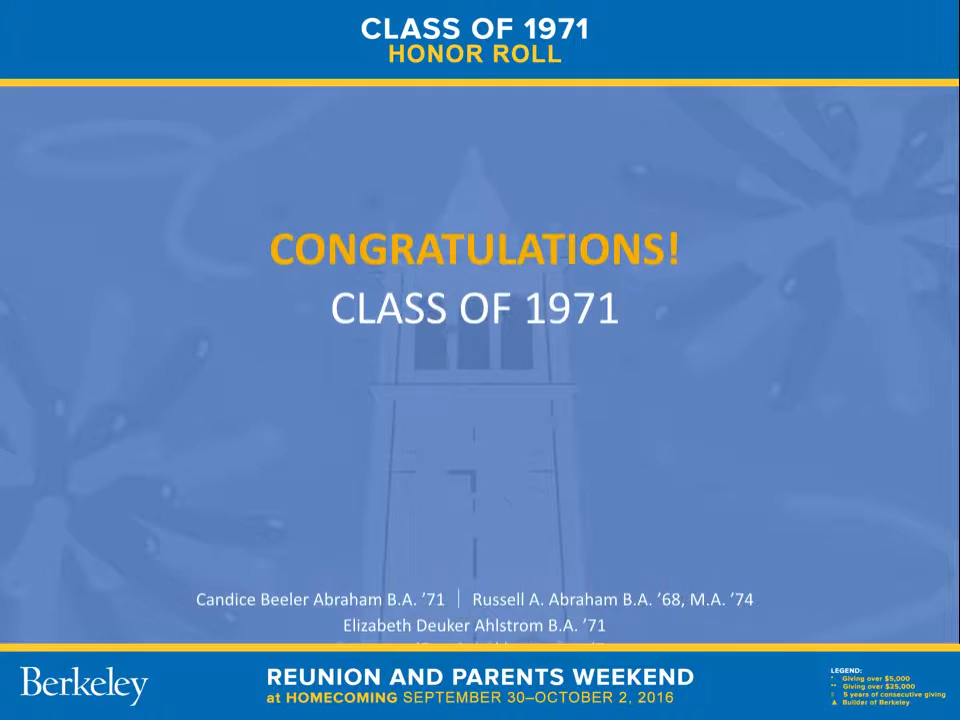 CLASS OF 1971
HONOR ROLL
CONGRATULATIONS!
CLASS OF 1971
Candice Beeler Abraham B.A. ’71 | Russell A. Abraham B.A. ’68, M.A. ’74
Elizabeth Deuker Ahlstrom B.A. ’71
Berkeley
REUNION AND PARENTS WEEKEND
at HOMECOMING SEPTEMBER 30–OCTOBER 2, 2016
LEGEND:
* Giving over $5,000
** Giving over $25,000
5 years of consecutive giving
▲ Builder of Berkeley